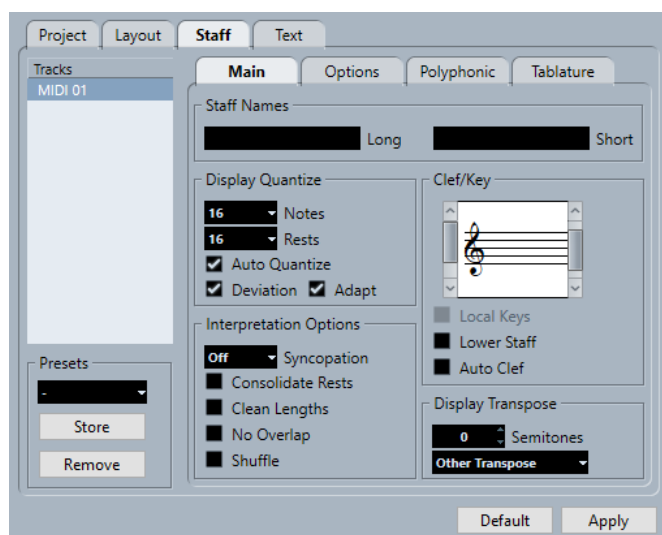 Project Layout Staff Text
Tracks
MIDI 01
Main Options Polyphonic Tablature
Staff Names
Long Short
Display Quantize
16 Notes
16 Rests
Auto Quantize
Deviation Adapt
Clef/Key
Local Keys
Lower Staff
Auto Clef
Interpretation Options
Off Syncopation
Consolidate Rests
Clean Lengths
No Overlap
Shuffle
Display Transpose
0 Semitones
Other Transpose
Presets
-
Store
Remove
Default Apply